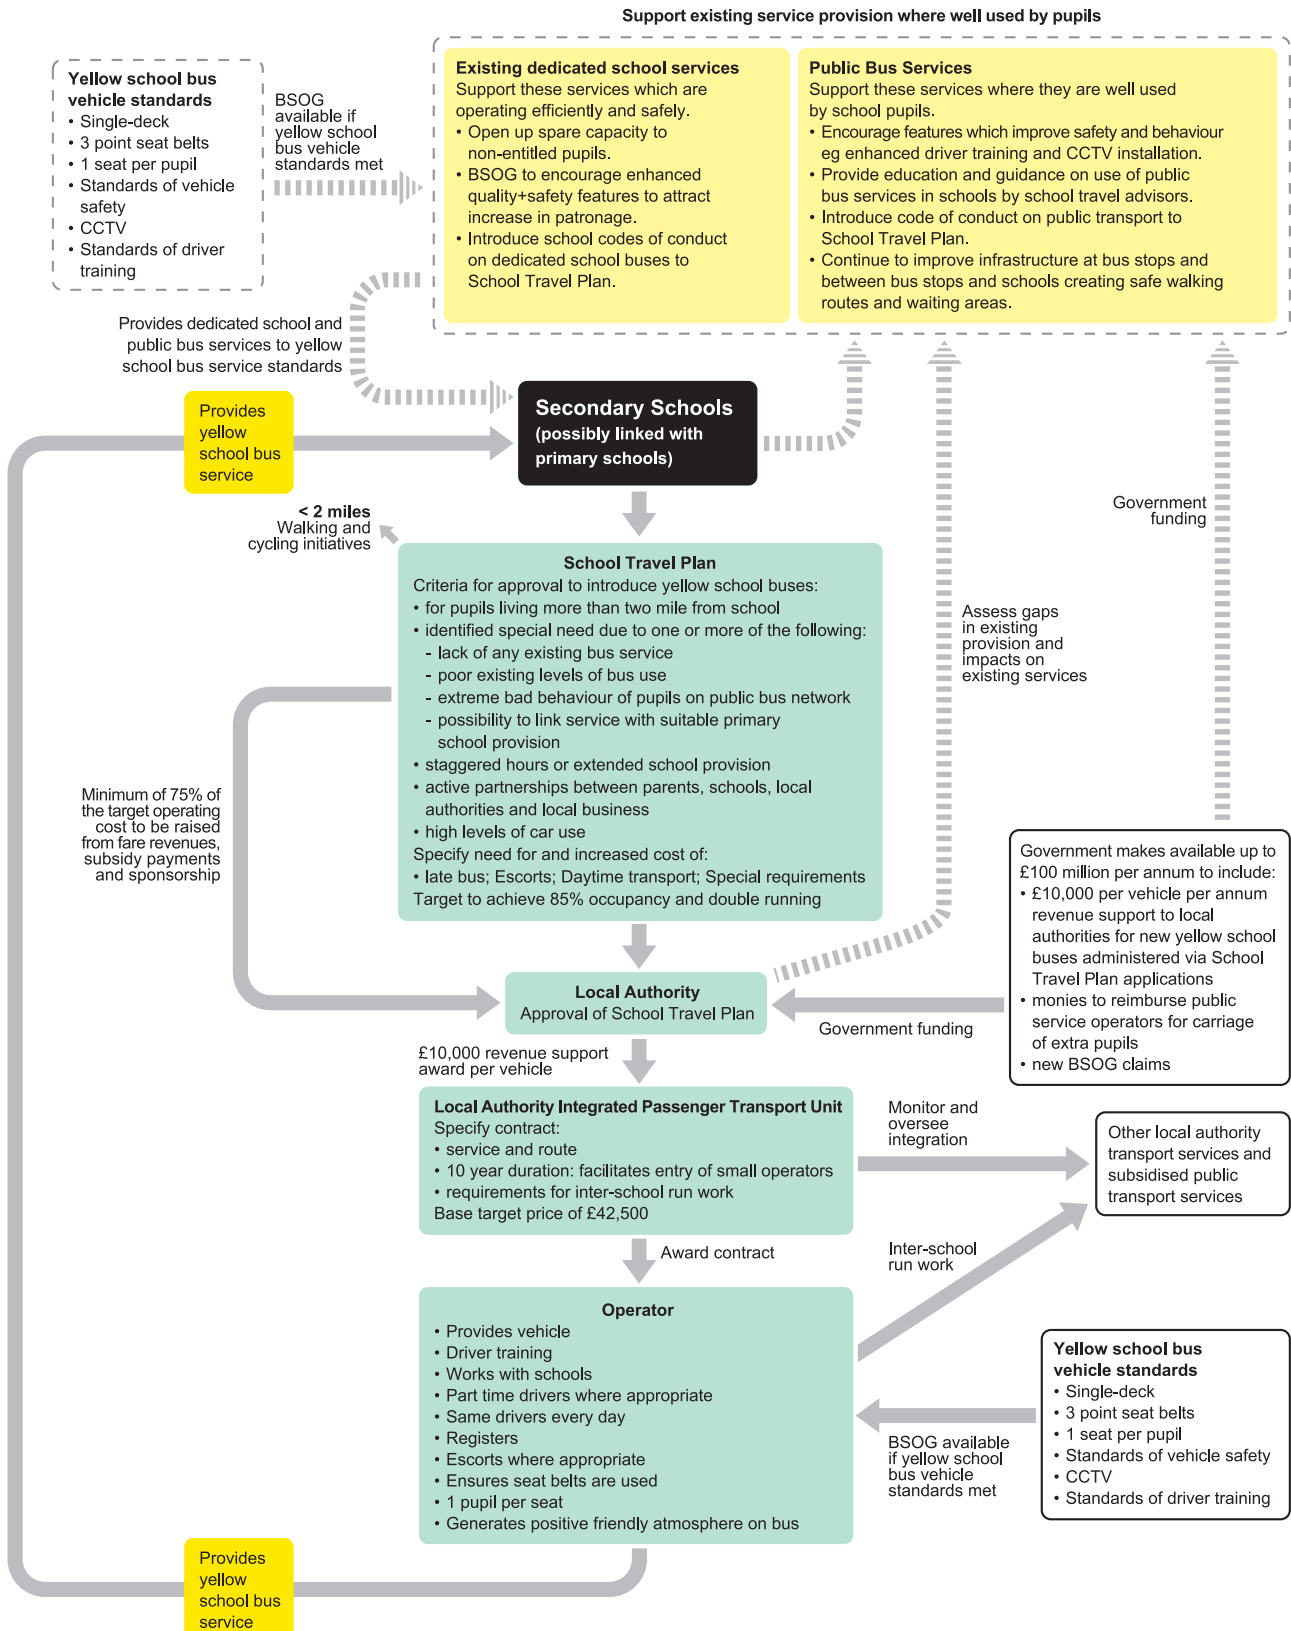 Support existing service provision where well used by pupils
Yellow school bus
vehicle standards
• Single-deck
• 3 point seat belts
• 1 seat per pupil
• Standards of vehicle
safety
• CCTV
• Standards of driver
training
BSOG
available if
yellow school
bus vehicle
standards met
Existing dedicated school services
Support these services which are
operating efficiently and safely.
• Open up spare capacity to
non-entitled pupils.
• BSOG to encourage enhanced
quality+safety features to attract
increase in patronage.
• Introduce school codes of conduct
on dedicated school buses to
School Travel Plan.
Public Bus Services
Support these services where they are well used
by school pupils.
• Encourage features which improve safety and behaviour
eg enhanced driver training and CCTV installation.
• Provide education and guidance on use of public
bus services in schools by school travel advisors.
• Introduce code of conduct on public transport to
School Travel Plan.
• Continue to improve infrastructure at bus stops and
between bus stops and schools creating safe walking
routes and waiting areas.
Provides dedicated school and
public bus services to yellow
school bus service standards
Provides
yellow
school bus
service
Secondary Schools
(possibly linked with
primary schools)
< 2 miles
Walking and
cycling initiatives
Government
funding
School Travel Plan
Criteria for approval to introduce yellow school buses:
• for pupils living more than two mile from school
• identified special need due to one or more of the following:
- lack of any existing bus service
- poor existing levels of bus use
- extreme bad behaviour of pupils on public bus network
- possibility to link service with suitable primary
school provision
• staggered hours or extended school provision
• active partnerships between parents, schools, local
authorities and local business
• high levels of car use
Specify need for and increased cost of:
• late bus; Escorts; Daytime transport; Special requirements
Target to achieve 85% occupancy and double running
Assess gaps
in existing
provision and
impacts on
existing services
Minimum of 75% of
the target operating
cost to be raised
from fare revenues,
subsidy payments
and sponsorship
Government makes available up to
£100 million per annum to include:
• £10,000 per vehicle per annum
revenue support to local
authorities for new yellow school
buses administered via School
Travel Plan applications
• monies to reimburse public
service operators for carriage
of extra pupils
• new BSOG claims
Local Authority
Approval of School Travel Plan
Government funding
£10,000 revenue support
award per vehicle
Local Authority Integrated Passenger Transport Unit
Specify contract:
• service and route
• 10 year duration: facilitates entry of small operators
• requirements for inter-school run work
Base target price of £42,500
Monitor and
oversee
integration
Other local authority
transport services and
subsidised public
transport services
Award contract
Inter-school
run work
Operator
• Provides vehicle
• Driver training
• Works with schools
• Part time drivers where appropriate
• Same drivers every day
• Registers
• Escorts where appropriate
• Ensures seat belts are used
• 1 pupil per seat
• Generates positive friendly atmosphere on bus
BSOG available
if yellow school
bus vehicle
standards met
Yellow school bus
vehicle standards
• Single-deck
• 3 point seat belts
• 1 seat per pupil
• Standards of vehicle safety
• CCTV
• Standards of driver training
Provides
yellow
school bus
service